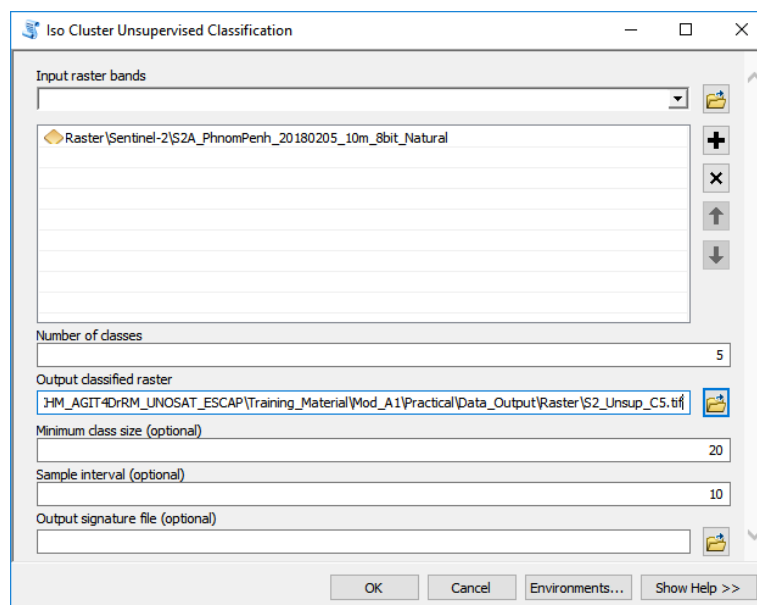 Iso Cluster Unsupervised Classification
Input raster bands
Raster\Sentinel-2\S2A_PhnomPenh_20180205_10m_8bit_Natural
Number of classes
5
Output classified raster
HM_AGIT4DrRM_UNOSAT_ESCAP\Training_Material\Mod_A1\Practical\Data_Output\Raster\S2_Unsup_C5.tif
Minimum class size (optional)
20
Sample interval (optional)
10
Output signature file (optional)
OK Cancel Environments... Show Help >>